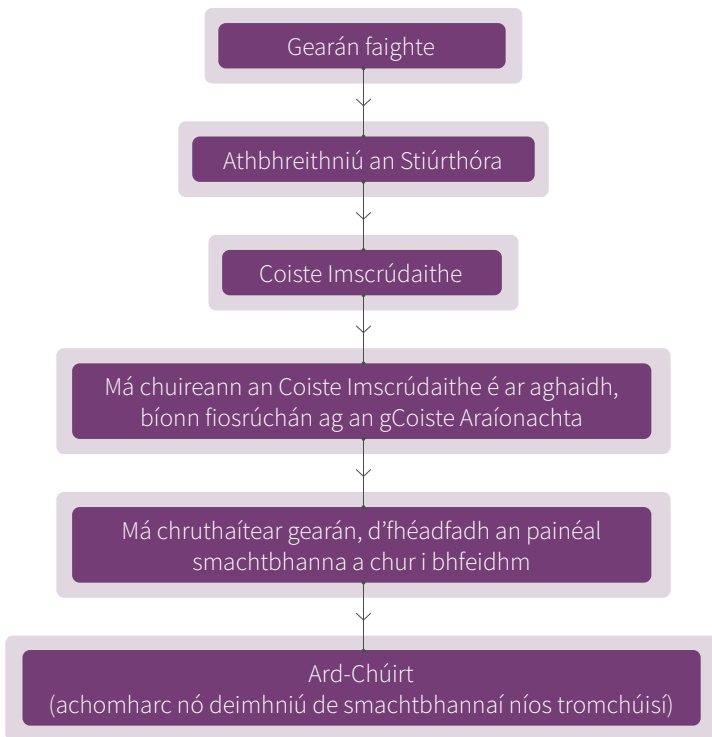 Gearán faighte
Athbhreithniú an Stiúrthóra
Coiste Imscrúdaithe
Má chuireann an Coiste Imscrúdaithe é ar aghaidh,
bíonn fiosrúchán ag an gCoiste Araíonachta
Má chruthaítear gearán, d'fhéadfadh an painéal
smachtbhanna a chur i bhfeidhm
Ard-Chúirt
(achomharc nó deimhniú de smachtbhannaí níos tromchúisí)